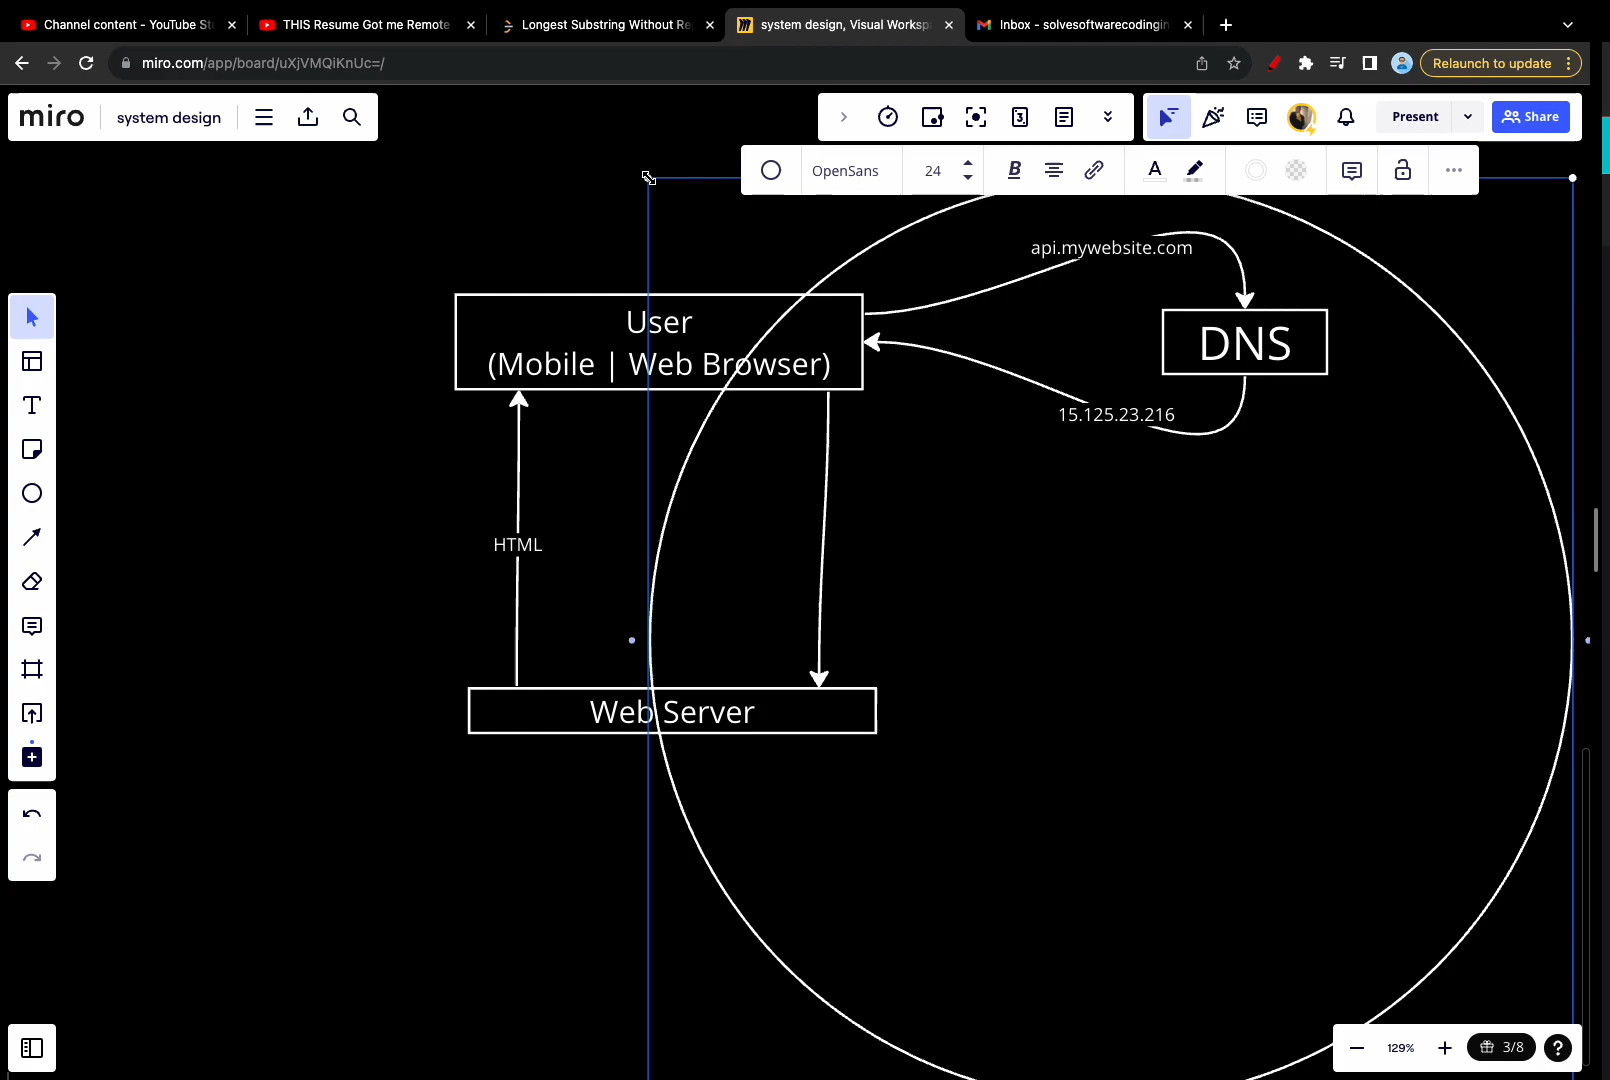 Channel content - YouTube St
THIS Resume Got me Remote
Longest Substring Without Re
system design, Visual Worksp
Inbox - solvesoftwarecodingin
miro.com/app/board/uXjVMQiKnUc=/
Relaunch to update
miro
system design
Present
Share
OpenSans
24
B
A
api.mywebsite.com
User
(Mobile | Web Browser)
DNS
15.125.23.216
HTML
Web Server
129%
3/8
?